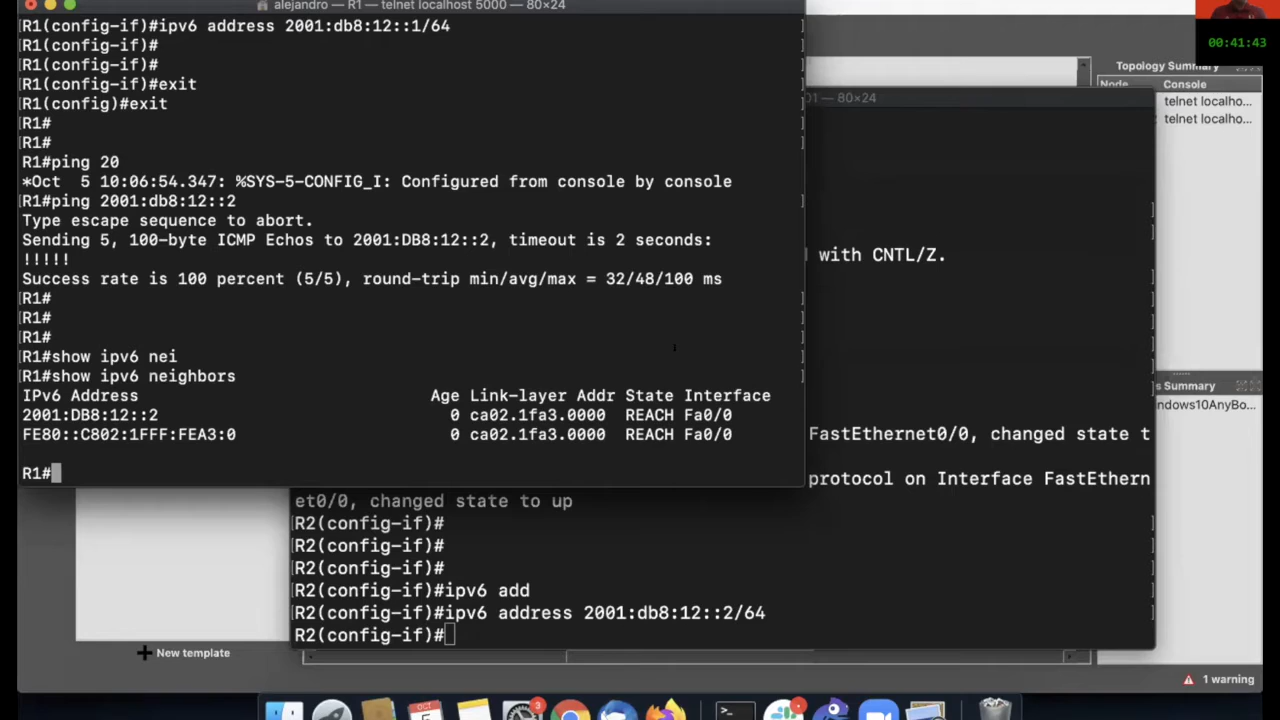 alejandro — R1 — telnet localhost 5000 — 80×24
R1(config-if)#ipv6 address 2001:db8:12::1/64
R1(config-if)#
R1(config-if)#
R1(config-if)#exit
R1(config)#exit
R1#
R1#
R1#ping 20
*Oct  5 10:06:54.347: %SYS-5-CONFIG_I: Configured from console by console
R1#ping 2001:db8:12::2
Type escape sequence to abort.
Sending 5, 100-byte ICMP Echos to 2001:DB8:12::2, timeout is 2 seconds:
!!!!!
Success rate is 100 percent (5/5), round-trip min/avg/max = 32/48/100 ms
R1#
R1#
R1#
R1#show ipv6 nei
R1#show ipv6 neighbors
IPv6 Address                              Age Link-layer Addr State Interface
2001:DB8:12::2                              0 ca02.1fa3.0000  REACH Fa0/0
FE80::C802:1FFF:FEA3:0                      0 ca02.1fa3.0000  REACH Fa0/0
R1#
— 80×24
with CNTL/Z.
FastEthernet0/0, changed state t
protocol on Interface FastEthern
et0/0, changed state to up
R2(config-if)#
R2(config-if)#
R2(config-if)#
R2(config-if)#ipv6 add
R2(config-if)#ipv6 address 2001:db8:12::2/64
R2(config-if)#
00:41:43
Topology Summary
Node Console
telnet localho...
telnet localho...
s Summary
ndows10AnyBo...
New template
1 warning
OCT
5
3